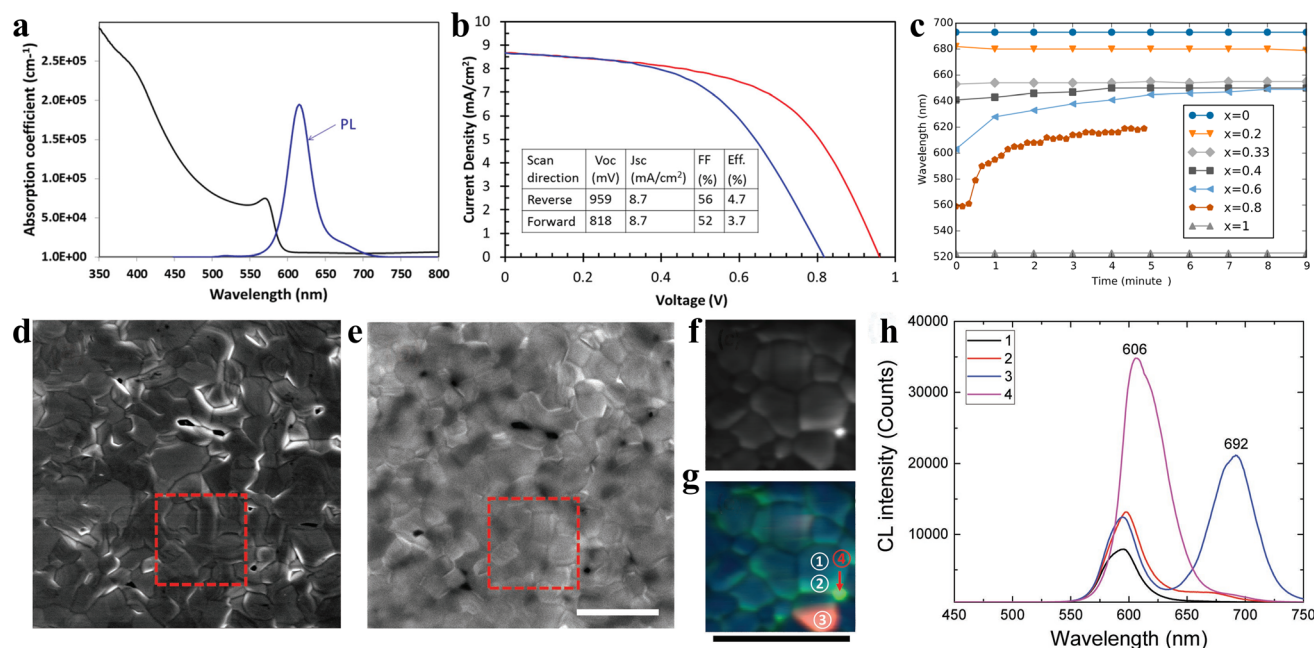 a
Absorption coefficient (cm⁻¹)
2.5E+05
2.0E+05
1.5E+05
1.0E+05
5.0E+04
1.0E+00
PL
350 400 450 500 550 600 650 700 750 800
Wavelength (nm)
b
Current Density (mA/cm²)
10
9
8
7
6
5
4
3
2
1
0
Scan direction Voc (mV) Jsc (mA/cm²) FF (%) Eff. (%)
Reverse 959 8.7 56 4.7
Forward 818 8.7 52 3.7
0 0.2 0.4 0.6 0.8 1
Voltage (V)
c
Wavelength (nm)
700
680
660
640
620
600
580
560
540
520
x=0
x=0.2
x=0.33
x=0.4
x=0.6
x=0.8
x=1
0 1 2 3 4 5 6 7 8 9
Time (minute )
d
e
f
g
① ④
②
③
h
CL intensity (Counts)
40000
30000
20000
10000
0
1
2
3
4
606
692
450 500 550 600 650 700 750
Wavelength (nm)